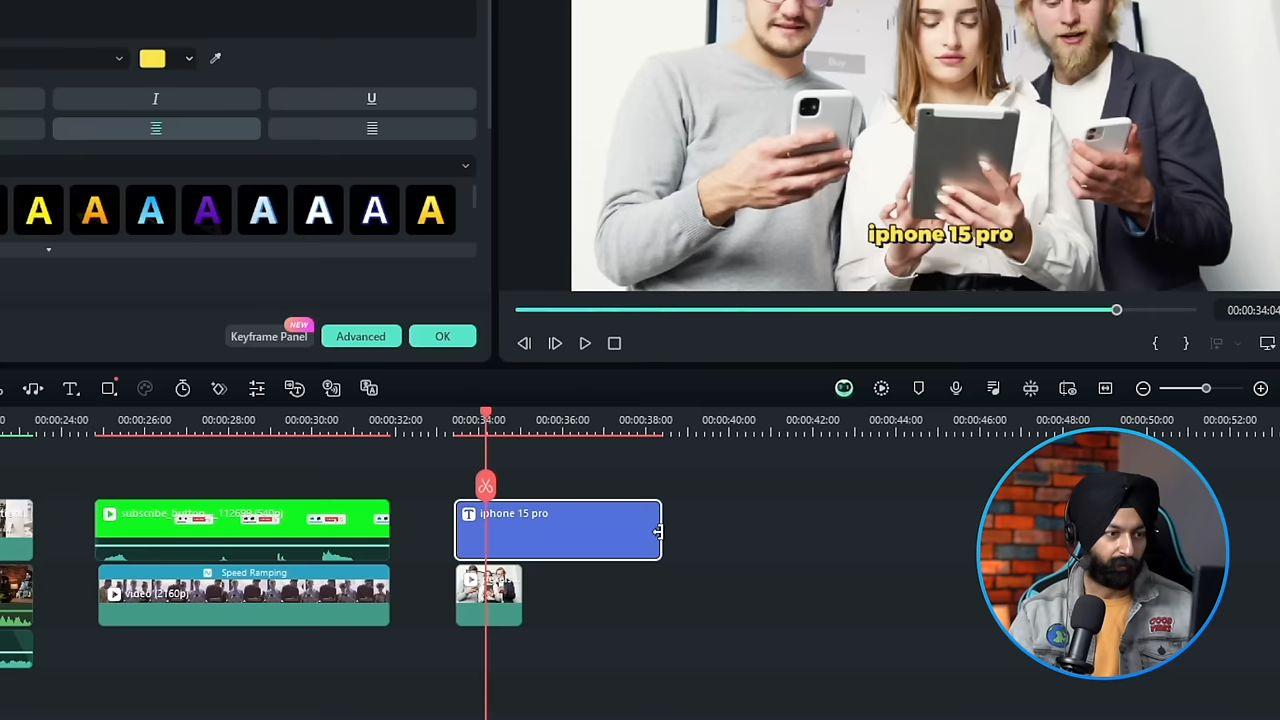 Buy
I
U
A A A A A A A A
iphone 15 pro
NEW
Keyframe Panel
Advanced
OK
00:00:34:04
{ }
00:00:24:00 00:00:26:00 00:00:28:00 00:00:30:00 00:00:32:00 00:00:34:00 00:00:36:00 00:00:38:00 00:00:40:00 00:00:42:00 00:00:44:00 00:00:46:00 00:00:48:00 00:00:50:00 00:00:52:00
subscribe_button
T iphone 15 pro
Speed Ramping
video (2160p)
GOOD VIBES